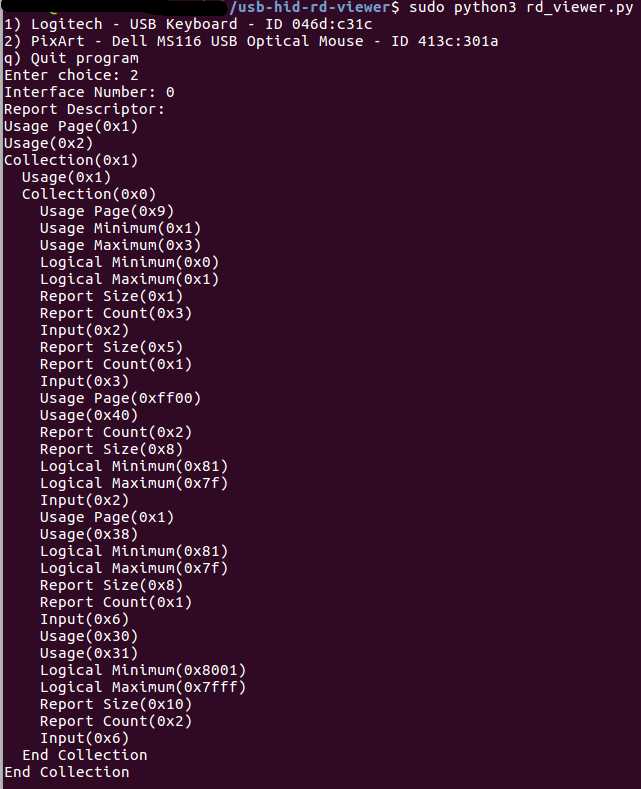 /usb-hid-rd-viewer$ sudo python3 rd_viewer.py
1) Logitech - USB Keyboard - ID 046d:c31c
2) PixArt - Dell MS116 USB Optical Mouse - ID 413c:301a
q) Quit program
Enter choice: 2
Interface Number: 0
Report Descriptor:
Usage Page(0x1)
Usage(0x2)
Collection(0x1)
  Usage(0x1)
  Collection(0x0)
    Usage Page(0x9)
    Usage Minimum(0x1)
    Usage Maximum(0x3)
    Logical Minimum(0x0)
    Logical Maximum(0x1)
    Report Size(0x1)
    Report Count(0x3)
    Input(0x2)
    Report Size(0x5)
    Report Count(0x1)
    Input(0x3)
    Usage Page(0xff00)
    Usage(0x40)
    Report Count(0x2)
    Report Size(0x8)
    Logical Minimum(0x81)
    Logical Maximum(0x7f)
    Input(0x2)
    Usage Page(0x1)
    Usage(0x38)
    Logical Minimum(0x81)
    Logical Maximum(0x7f)
    Report Size(0x8)
    Report Count(0x1)
    Input(0x6)
    Usage(0x30)
    Usage(0x31)
    Logical Minimum(0x8001)
    Logical Maximum(0x7fff)
    Report Size(0x10)
    Report Count(0x2)
    Input(0x6)
  End Collection
End Collection